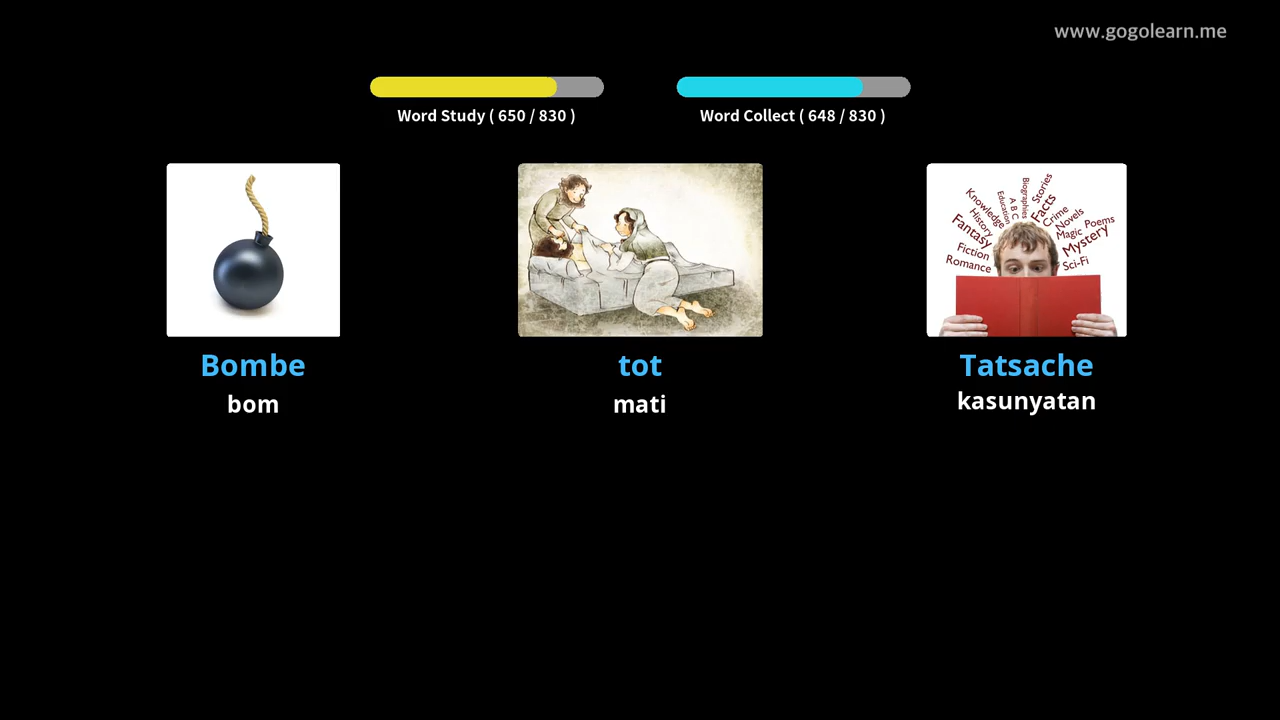 www.gogolearn.me
Word Study ( 650 / 830 )
Word Collect ( 648 / 830 )
Knowledge
History
Fantasy
Fiction
Romance
Education
A B C
Biographies
Stories
Facts
Crime
Novels
Magic
Poems
Mystery
Sci-Fi
Bombe
tot
Tatsache
bom
mati
kasunyatan